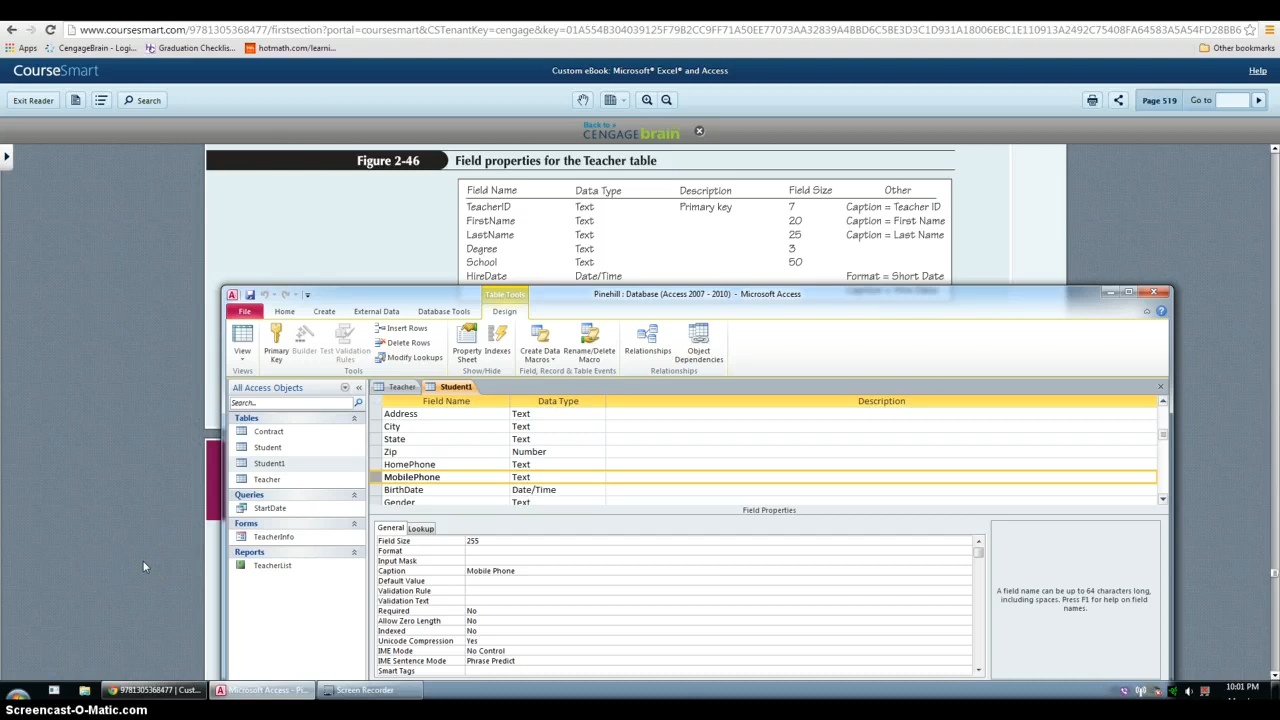 www.coursesmart.com/9781305368477/firstsection?portal=coursesmart&CSTenantKey=cengage&key=
Apps CengageBrain - Logi... Graduation Checklis... hotmath.com/learni... Other bookmarks
CourseSmart Custom eBook: Microsoft® Excel® and Access Help
Exit Reader Search Page 519 Go to
Back to
CENGAGEbrain
Figure 2-46 Field properties for the Teacher table
Field Name Data Type Description Field Size Other
TeacherID Text Primary key 7 Caption = Teacher ID
FirstName Text 20 Caption = First Name
LastName Text 25 Caption = Last Name
Degree Text 3
School Text 50
HireDate Date/Time Format = Short Date
Table Tools Pinehill : Database (Access 2007 - 2010) - Microsoft Access
File Home Create External Data Database Tools Design
View
Primary Key
Builder
Test Validation Rules
Insert Rows
Delete Rows
Modify Lookups
Tools
Property Sheet
Indexes
Show/Hide
Create Data Macros
Rename/Delete Macro
Field, Record & Table Events
Relationships
Object Dependencies
Relationships
All Access Objects
Search...
Tables
Contract
Student
Student1
Teacher
Queries
StartDate
Forms
TeacherInfo
Reports
TeacherList
Teacher Student1
Field Name Data Type Description
Address Text
City Text
State Text
Zip Number
HomePhone Text
MobilePhone Text
BirthDate Date/Time
Gender Text
Field Properties
General Lookup
Field Size 255
Format
Input Mask
Caption Mobile Phone
Default Value
Validation Rule
Validation Text
Required No
Allow Zero Length No
Indexed No
Unicode Compression Yes
IME Mode No Control
IME Sentence Mode Phrase Predict
Smart Tags
A field name can be up to 64 characters long,
including spaces. Press F1 for help on field
names.
9781305368477 | Cust... Microsoft Access - Pi... Screen Recorder 10:01 PM
Screencast-O-Matic.com